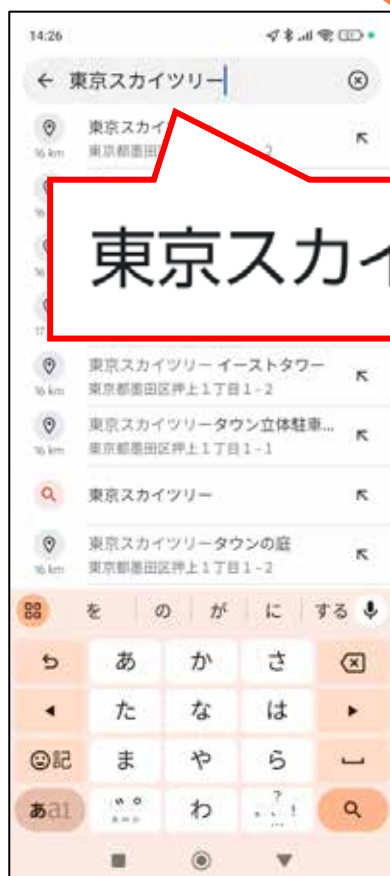 14:26
東京スカイツリー
東京スカイ
16 km
東京都墨田
東京スカイ
東京スカイツリー イーストタワー
16 km
東京都墨田区押上1丁目1-2
東京スカイツリータウン立体駐車...
16 km
東京都墨田区押上1丁目1-1
東京スカイツリー
東京スカイツリータウンの庭
16 km
東京都墨田区押上1丁目1-2
を の が に する
あ か さ
た な は
記 ま や ら
あa1 わ 、。?!